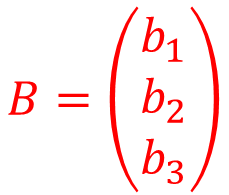 b₁
B = b₂
b₃